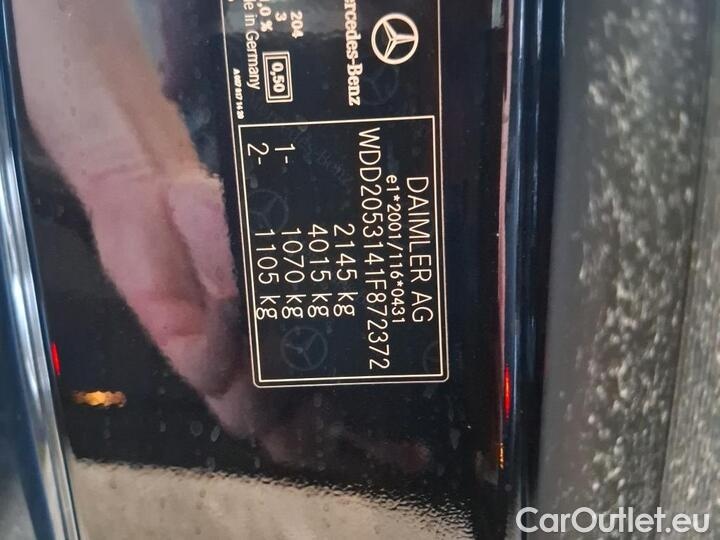 DAIMLER AG
e1*2001/116*0431
WDD2053141F872372
2145 kg
4015 kg
1- 1070 kg
2- 1105 kg
Mercedes-Benz
204
3
,0 %
0,50
in Germany
CarOutlet.eu